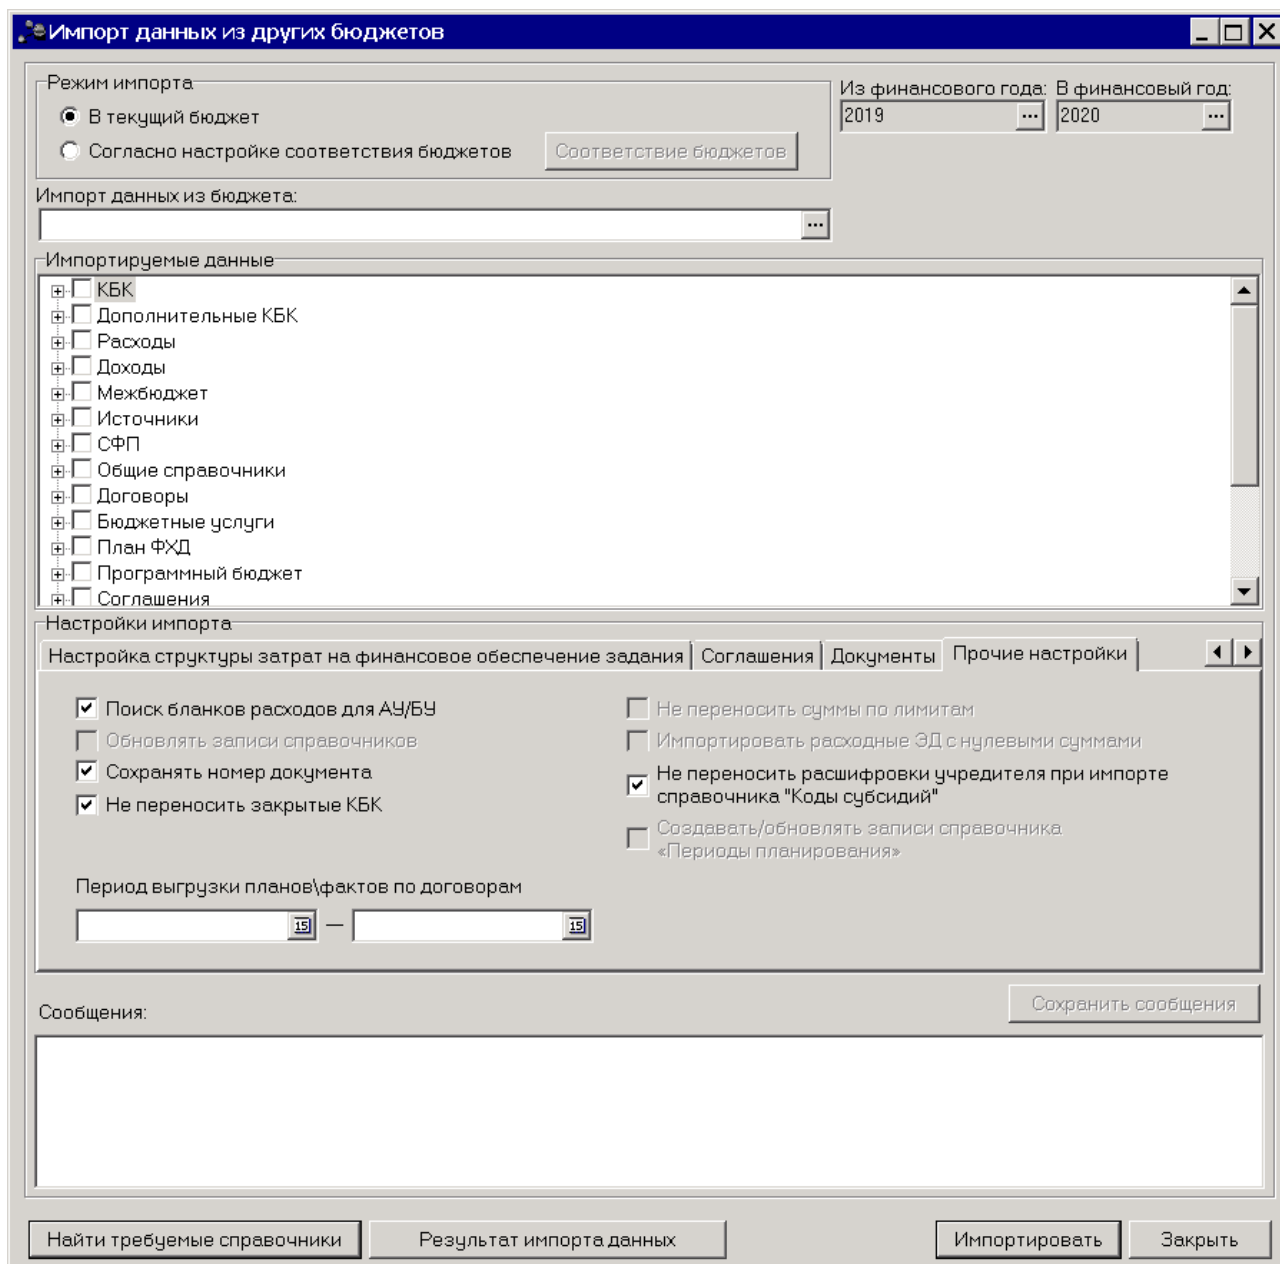 Импорт данных из других бюджетов
Режим импорта
В текущий бюджет
Согласно настройке соответствия бюджетов
Соответствие бюджетов
Из финансового года: В финансовый год:
2019 ... 2020 ...
Импорт данных из бюджета:
...
Импортируемые данные
КБК
Дополнительные КБК
Расходы
Доходы
Межбюджет
Источники
СФП
Общие справочники
Договоры
Бюджетные услуги
План ФХД
Программный бюджет
Соглашения
Настройки импорта
Настройка структуры затрат на финансовое обеспечение задания Соглашения Документы Прочие настройки
Поиск бланков расходов для АУ/БУ
Обновлять записи справочников
Сохранять номер документа
Не переносить закрытые КБК
Не переносить суммы по лимитам
Импортировать расходные ЭД с нулевыми суммами
Не переносить расшифровки учредителя при импорте
справочника "Коды субсидий"
Создавать/обновлять записи справочника
«Периоды планирования»
Период выгрузки планов\фактов по договорам
15 — 15
Сохранить сообщения
Сообщения:
Найти требуемые справочники Результат импорта данных Импортировать Закрыть